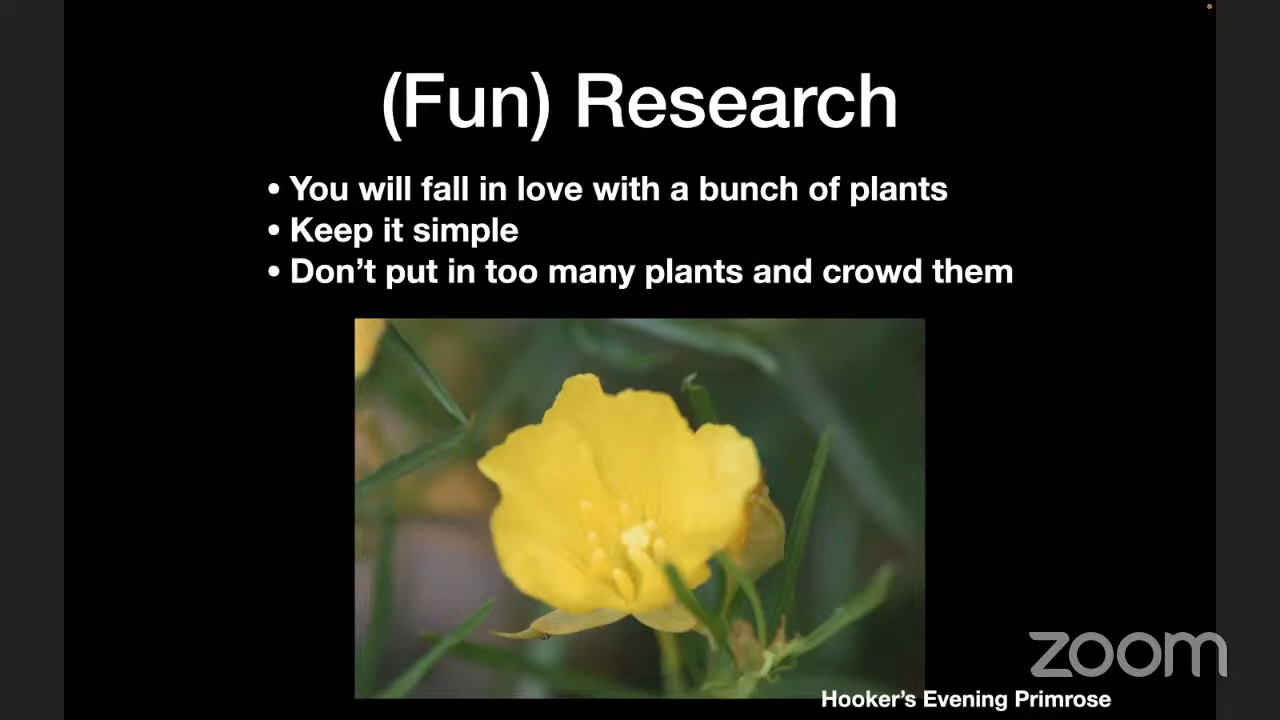 (Fun) Research
• You will fall in love with a bunch of plants
• Keep it simple
• Don’t put in too many plants and crowd them
zoom
Hooker’s Evening Primrose